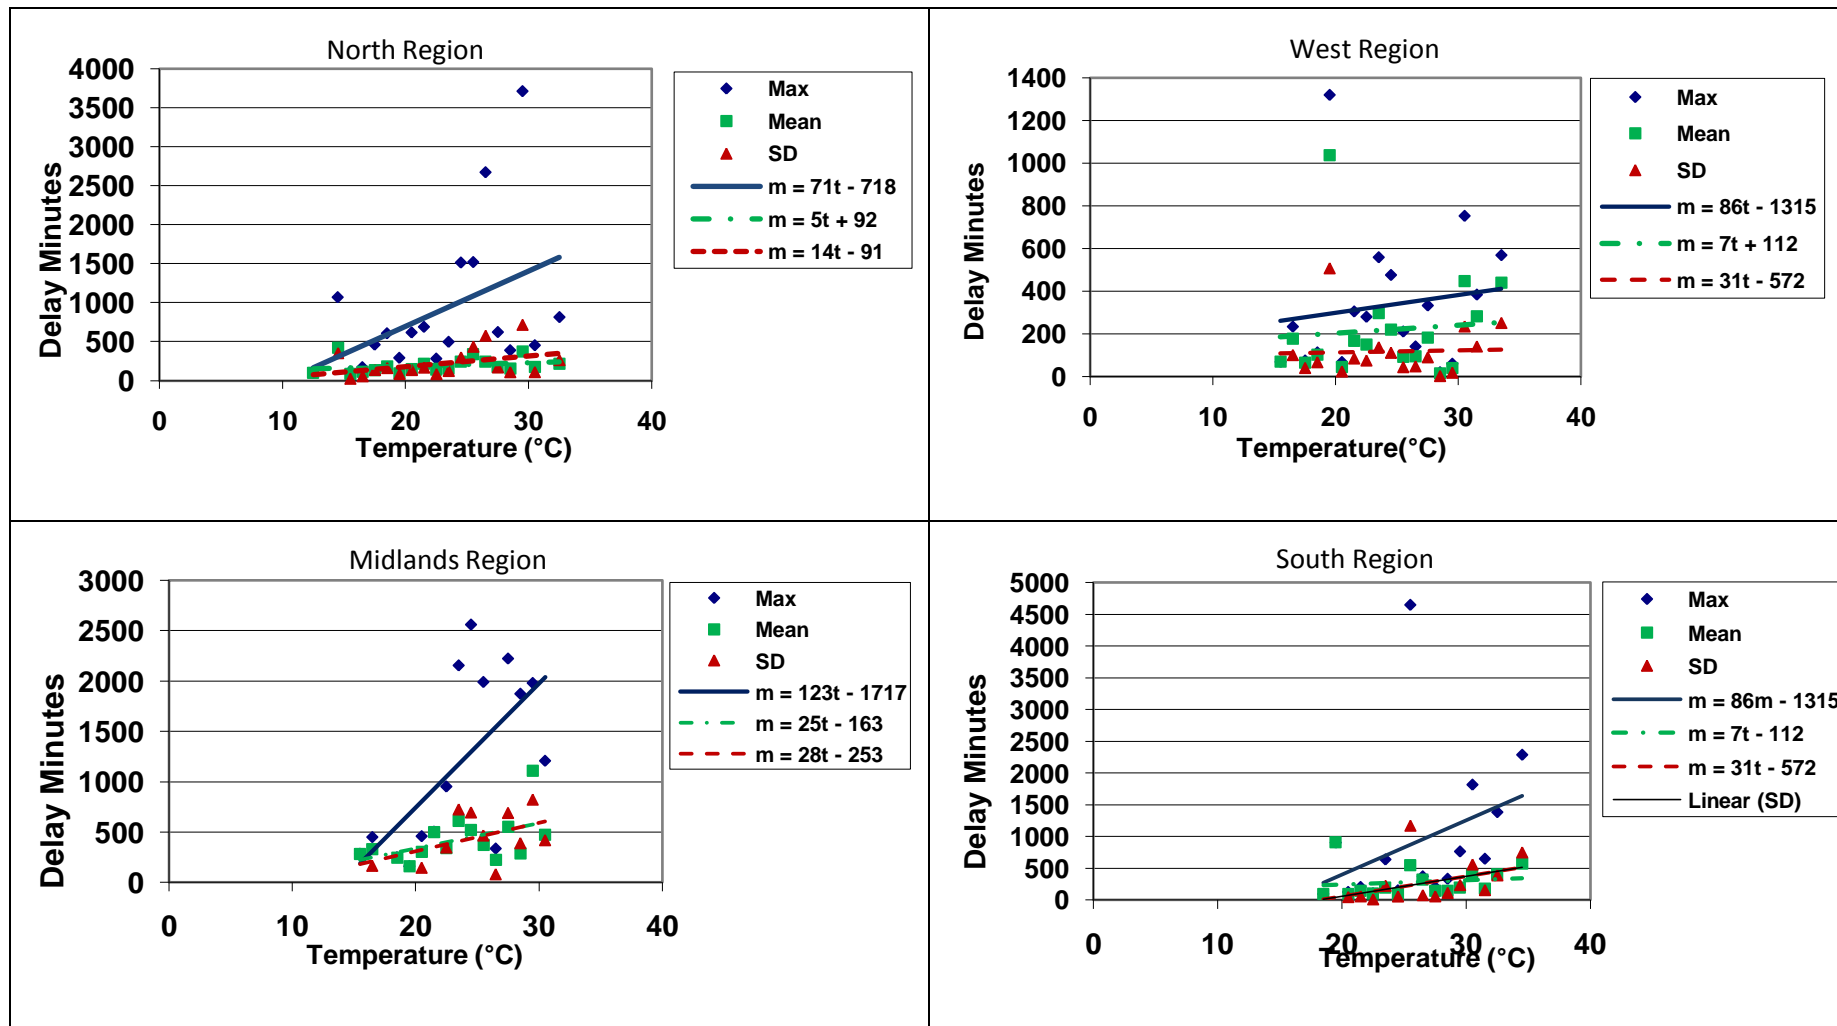 North Region
4000
3500
3000
2500
2000
1500
1000
500
0
0 10 20 30 40
Delay Minutes
Temperature (°C)
Max
Mean
SD
m = 71t - 718
m = 5t + 92
m = 14t - 91
West Region
1400
1200
1000
800
600
400
200
0
0 10 20 30 40
Delay Minutes
Temperature(°C)
Max
Mean
SD
m = 86t - 1315
m = 7t + 112
m = 31t - 572
Midlands Region
3000
2500
2000
1500
1000
500
0
0 10 20 30 40
Delay Minutes
Temperature (°C)
Max
Mean
SD
m = 123t - 1717
m = 25t - 163
m = 28t - 253
South Region
5000
4500
4000
3500
3000
2500
2000
1500
1000
500
0
0 10 20 30 40
Delay Minutes
Temperature (°C)
Max
Mean
SD
m = 86m - 1315
m = 7t - 112
m = 31t - 572
Linear (SD)